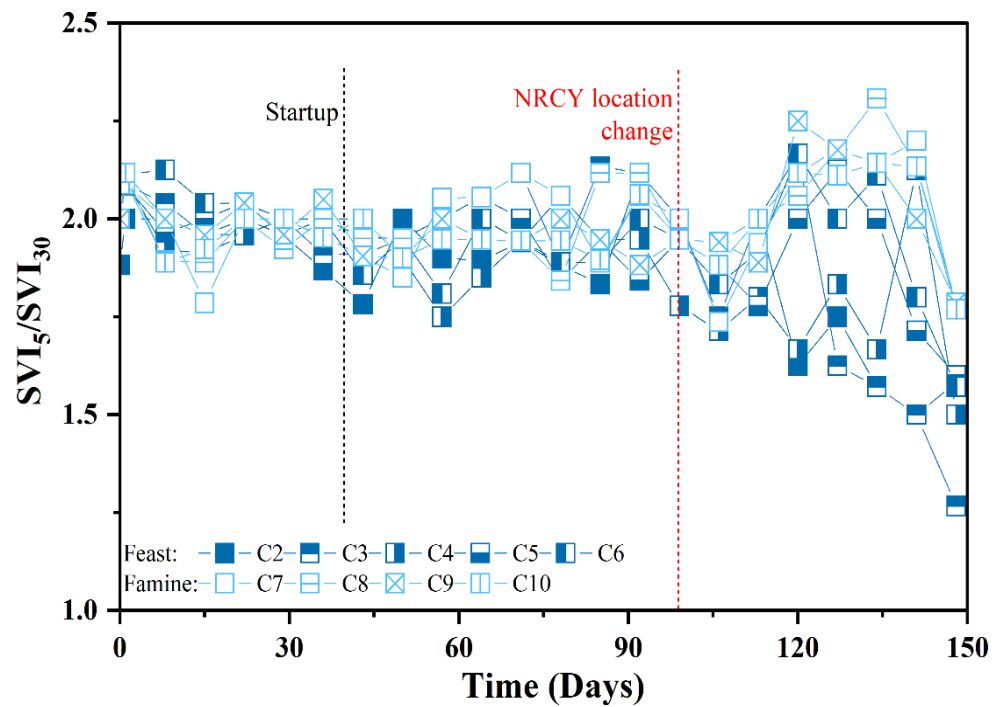 2.5
2.0
1.5
1.0
SVI5/SVI30
Startup
NRCY location
change
Feast: C2 C3 C4 C5 C6
Famine: C7 C8 C9 C10
0 30 60 90 120 150
Time (Days)